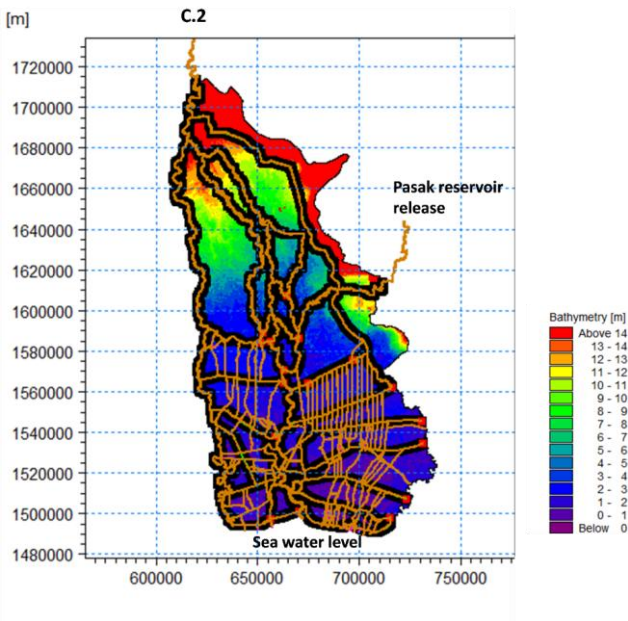 [m]
C.2
1720000
1700000
1680000
1660000
1640000
1620000
1600000
1580000
1560000
1540000
1520000
1500000
1480000
Pasak reservoir
release
Sea water level
600000 650000 700000 750000
Bathymetry [m]
Above 14
13 - 14
12 - 13
11 - 12
10 - 11
9 - 10
8 - 9
7 - 8
6 - 7
5 - 6
4 - 5
3 - 4
2 - 3
1 - 2
0 - 1
Below 0